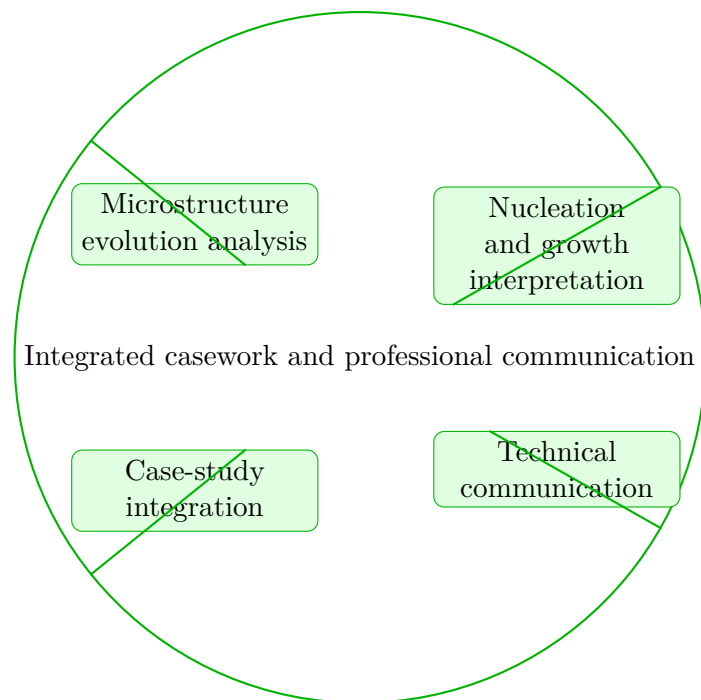 Microstructure
evolution analysis
Nucleation
and growth
interpretation
Integrated casework and professional communication
Case-study
integration
Technical
communication